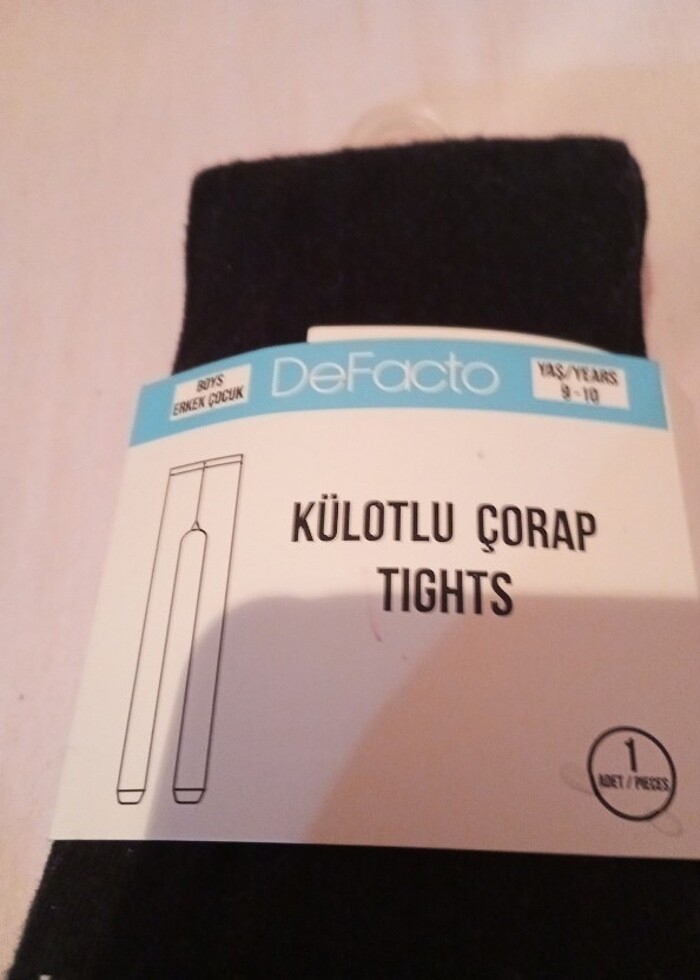 BOYS
ERKEK ÇOCUK
DeFacto
YAŞ/YEARS
9-10
KÜLOTLU ÇORAP
TIGHTS
1
ADET / PIECES